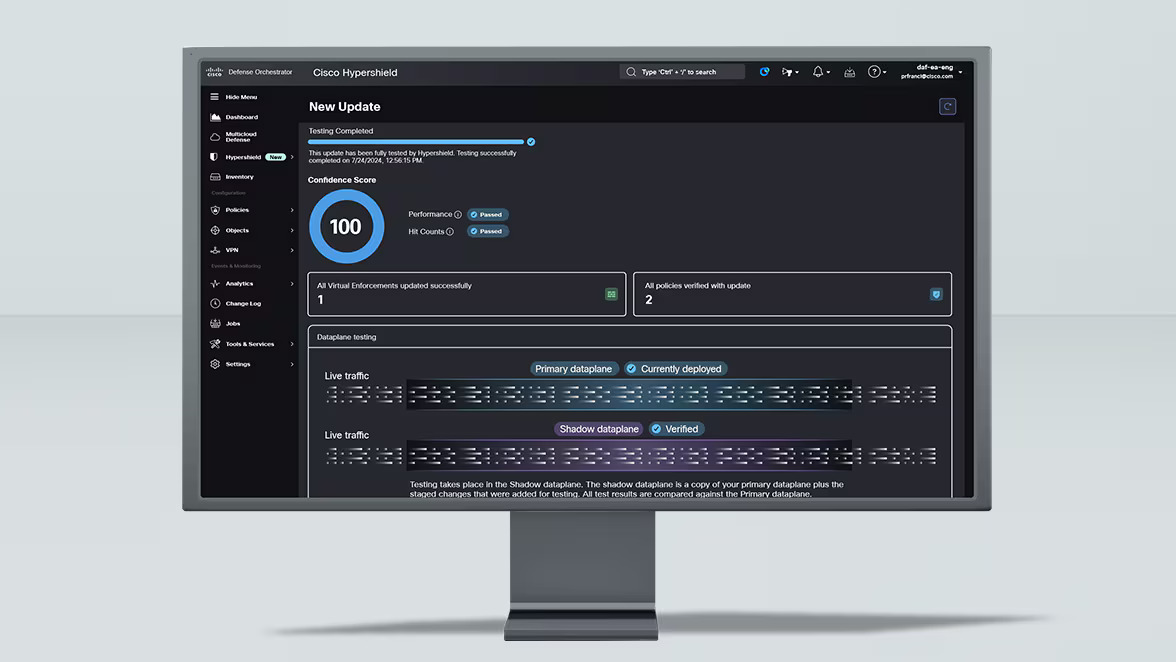 CISCO Defense Orchestrator
Cisco Hypershield
Type 'Ctrl' + '/' to search
?
daf-ea-eng
prfranci@cisco.com
Hide Menu
Dashboard
Multicloud
Defense
Hypershield New
Inventory
Configuration
Policies
Objects
VPN
Events & Monitoring
Analytics
Change Log
Jobs
Tools & Services
Settings
New Update
Testing Completed
This update has been fully tested by Hypershield. Testing successfully
completed on 7/24/2024, 12:56:15 PM.
Confidence Score
100
Performance Passed
Hit Counts Passed
All Virtual Enforcements updated successfully
1
All policies verified with update
2
Dataplane testing
Primary dataplane Currently deployed
Live traffic
Shadow dataplane Verified
Live traffic
Testing takes place in the Shadow dataplane. The shadow dataplane is a copy of your primary dataplane plus the
staged changes that were added for testing. All test results are compared against the Primary dataplane.